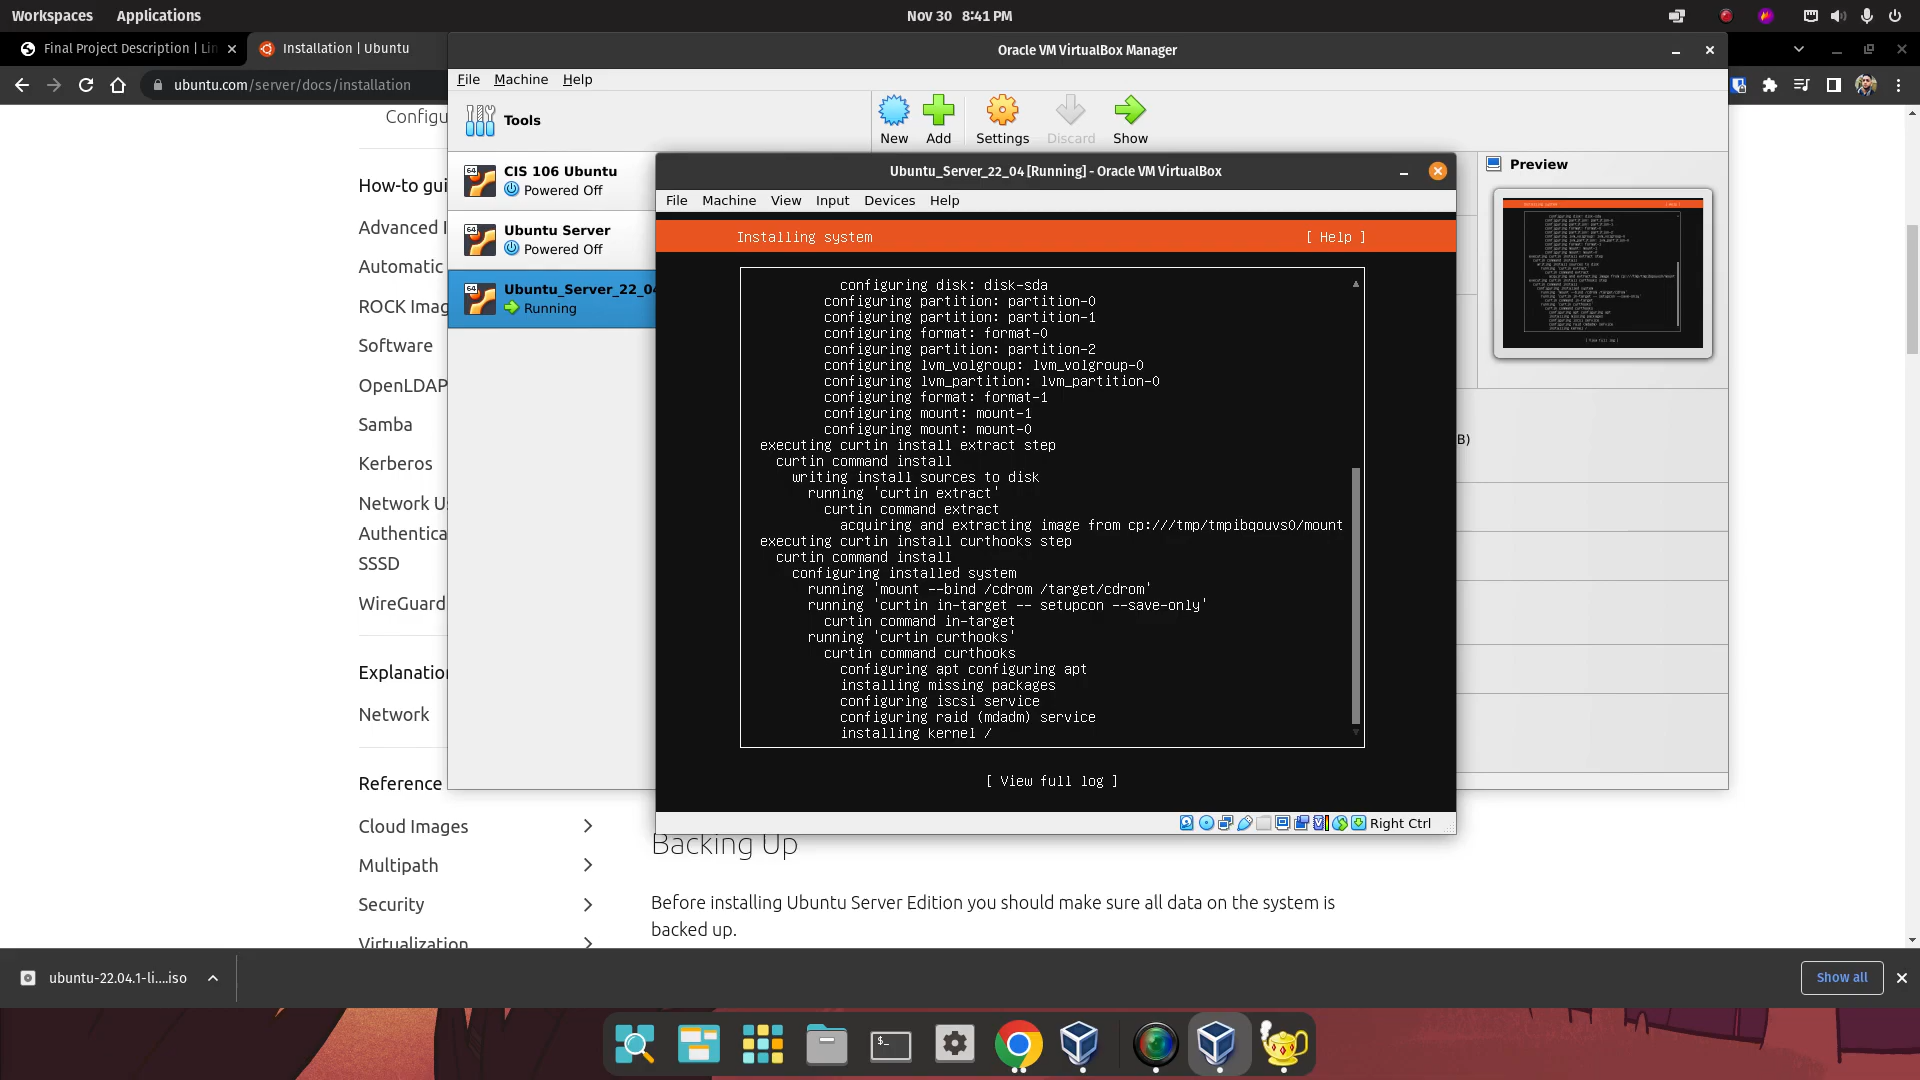 Workspaces
Applications
Nov 30 8:41 PM
Final Project Description | Lin
Installation | Ubuntu
ubuntu.com/server/docs/installation
Oracle VM VirtualBox Manager
File Machine Help
Tools
New
Add
Settings
Discard
Show
64
CIS 106 Ubuntu
Powered Off
64
Ubuntu Server
Powered Off
64
Ubuntu_Server_22_04
Running
Preview
B)
Configu
How-to gui
Advanced I
Automatic
ROCK Imag
Software
OpenLDAP
Samba
Kerberos
Network Us
Authentica
SSSD
WireGuard
Explanation
Network
Reference
Cloud Images
Multipath
Security
Virtualization
Ubuntu_Server_22_04 [Running] - Oracle VM VirtualBox
File Machine View Input Devices Help
Installing system
[ Help ]
configuring disk: disk-sda
configuring partition: partition-0
configuring partition: partition-1
configuring format: format-0
configuring partition: partition-2
configuring lvm_volgroup: lvm_volgroup-0
configuring lvm_partition: lvm_partition-0
configuring format: format-1
configuring mount: mount-1
configuring mount: mount-0
executing curtin install extract step
curtin command install
writing install sources to disk
running 'curtin extract'
curtin command extract
acquiring and extracting image from cp:///tmp/tmpibqouvs0/mount
executing curtin install curthooks step
curtin command install
configuring installed system
running 'mount --bind /cdrom /target/cdrom'
running 'curtin in-target -- setupcon --save-only'
curtin command in-target
running 'curtin curthooks'
curtin command curthooks
configuring apt configuring apt
installing missing packages
configuring iscsi service
configuring raid (mdadm) service
installing kernel /
[ View full log ]
Right Ctrl
Backing Up
Before installing Ubuntu Server Edition you should make sure all data on the system is
backed up.
ubuntu-22.04.1-li....iso
Show all